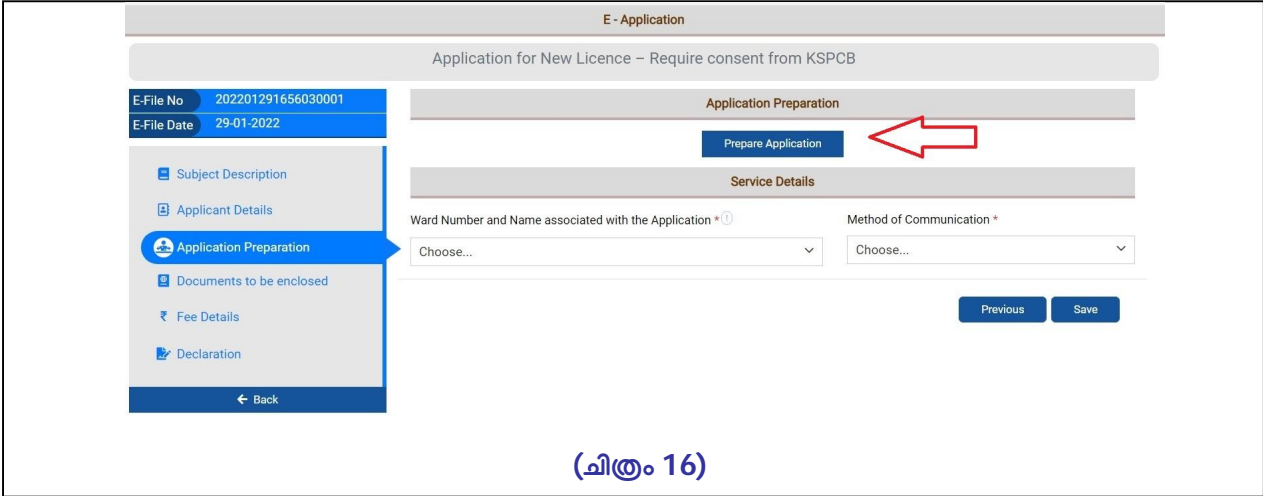 E - Application
Application for New Licence – Require consent from KSPCB
E-File No 202201291656030001
E-File Date 29-01-2022
Subject Description
Applicant Details
Application Preparation
Documents to be enclosed
₹ Fee Details
Declaration
← Back
Application Preparation
Prepare Application
Service Details
Ward Number and Name associated with the Application * !
Choose...
Method of Communication *
Choose...
Previous Save
(ചിത്രം 16)